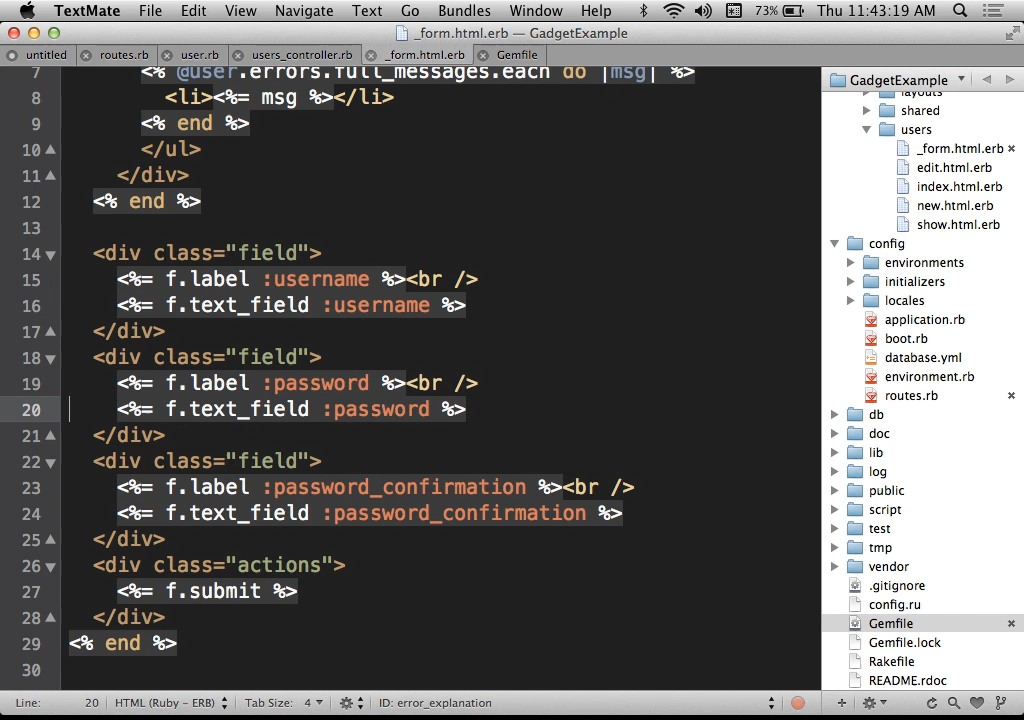 TextMate File Edit View Navigate Text Go Bundles Window Help 73% Thu 11:43:19 AM
_form.html.erb — GadgetExample
untitled routes.rb user.rb users_controller.rb _form.html.erb Gemfile
7 <% @user.errors.full_messages.each do |msg| %>
8 <li><%= msg %></li>
9 <% end %>
10 </ul>
11 </div>
12 <% end %>
13
14 <div class="field">
15 <%= f.label :username %><br />
16 <%= f.text_field :username %>
17 </div>
18 <div class="field">
19 <%= f.label :password %><br />
20 <%= f.text_field :password %>
21 </div>
22 <div class="field">
23 <%= f.label :password_confirmation %><br />
24 <%= f.text_field :password_confirmation %>
25 </div>
26 <div class="actions">
27 <%= f.submit %>
28 </div>
29 <% end %>
30
GadgetExample
layouts
shared
users
_form.html.erb
edit.html.erb
index.html.erb
new.html.erb
show.html.erb
config
environments
initializers
locales
application.rb
boot.rb
database.yml
environment.rb
routes.rb
db
doc
lib
log
public
script
test
tmp
vendor
.gitignore
config.ru
Gemfile
Gemfile.lock
Rakefile
README.rdoc
Line: 20 HTML (Ruby – ERB) Tab Size: 4 ID: error_explanation